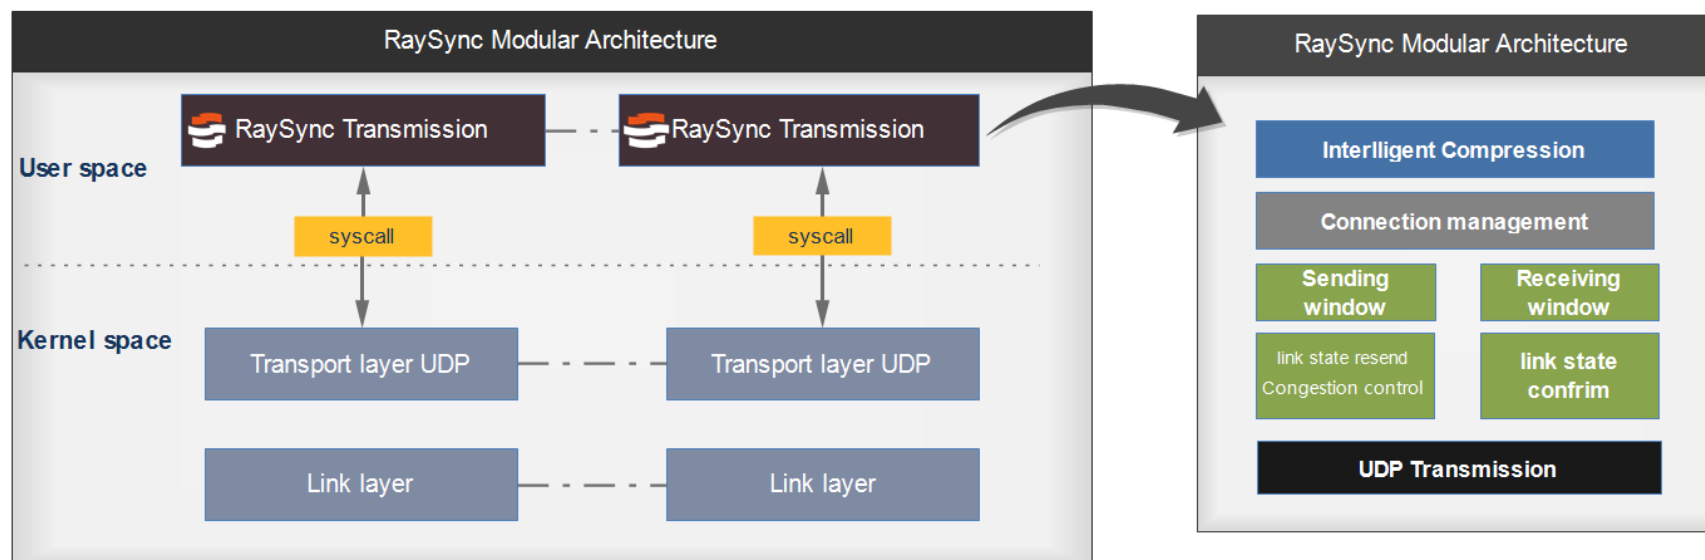 RaySync Modular Architecture
User space
RaySync Transmission
RaySync Transmission
syscall
syscall
Kernel space
Transport layer UDP
Transport layer UDP
Link layer
Link layer
RaySync Modular Architecture
Interlligent Compression
Connection management
Sending
window
Receiving
window
link state resend
Congestion control
link state
confrim
UDP Transmission